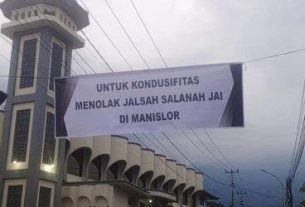 UNTUK KONDUSIFITAS
MENOLAK JALSAH SALANAH JAI
DI MANISLOR